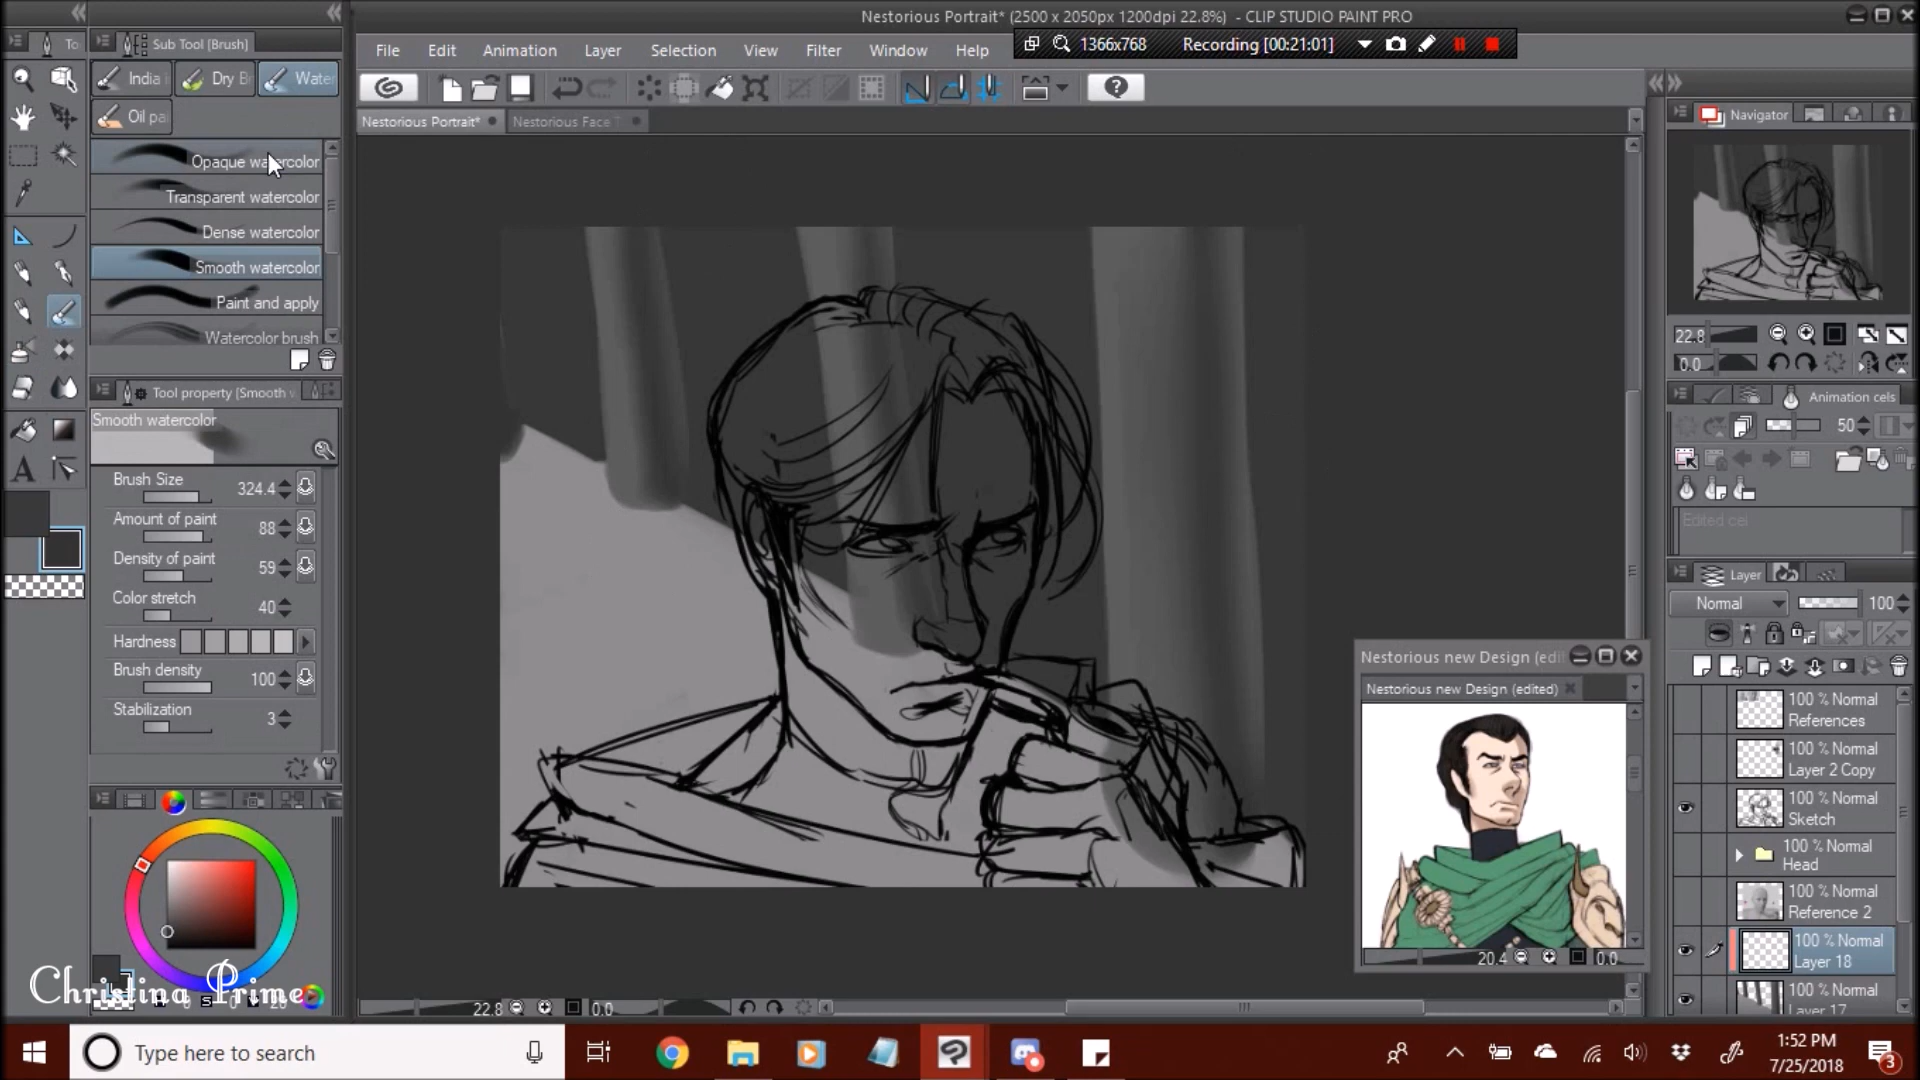 Nestorious Portrait* (2500 x 2050px 1200dpi 22.8%) - CLIP STUDIO PAINT PRO
File Edit Animation Layer Selection View Filter Window Help
1366x768 Recording [00:21:01]
Sub Tool [Brush]
India Dry B Water
Oil pa
Opaque watercolor
Transparent watercolor
Dense watercolor
Smooth watercolor
Paint and apply
Watercolor brush
Tool property [Smooth
Smooth watercolor
Brush Size 324.4
Amount of paint 88
Density of paint 59
Color stretch 40
Hardness
Brush density 100
Stabilization 3
Christina Prime
Nestorious Portrait* Nestorious Face
22.8 0.0
Nestorious new Design (edi
Nestorious new Design (edited)
20.4 0.0
Navigator
22.8
0.0
Animation cels
50
Edited cel
Layer
Normal 100
100 % Normal
References
100 % Normal
Layer 2 Copy
100 % Normal
Sketch
100 % Normal
Head
100 % Normal
Reference 2
100 % Normal
Layer 18
100 % Normal
Layer 17
Type here to search
1:52 PM
7/25/2018
3